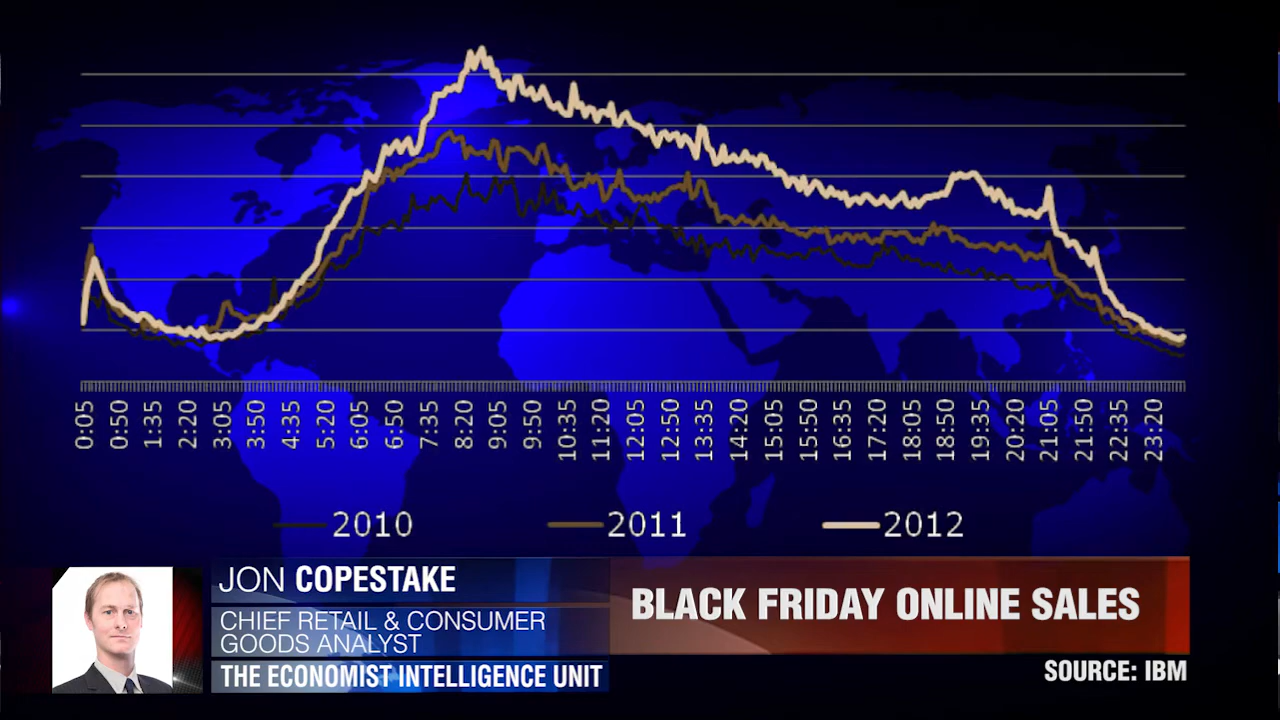 0:05 0:50 1:35 2:20 3:05 3:50 4:35 5:20 6:05 6:50 7:35 8:20 9:05 9:50 10:35 11:20 12:05 12:50 13:35 14:20 15:05 15:50 16:35 17:20 18:05 18:50 19:35 20:20 21:05 21:50 22:35 23:20
2010 2011 2012
JON COPESTAKE
CHIEF RETAIL & CONSUMER
GOODS ANALYST
THE ECONOMIST INTELLIGENCE UNIT
BLACK FRIDAY ONLINE SALES
SOURCE: IBM